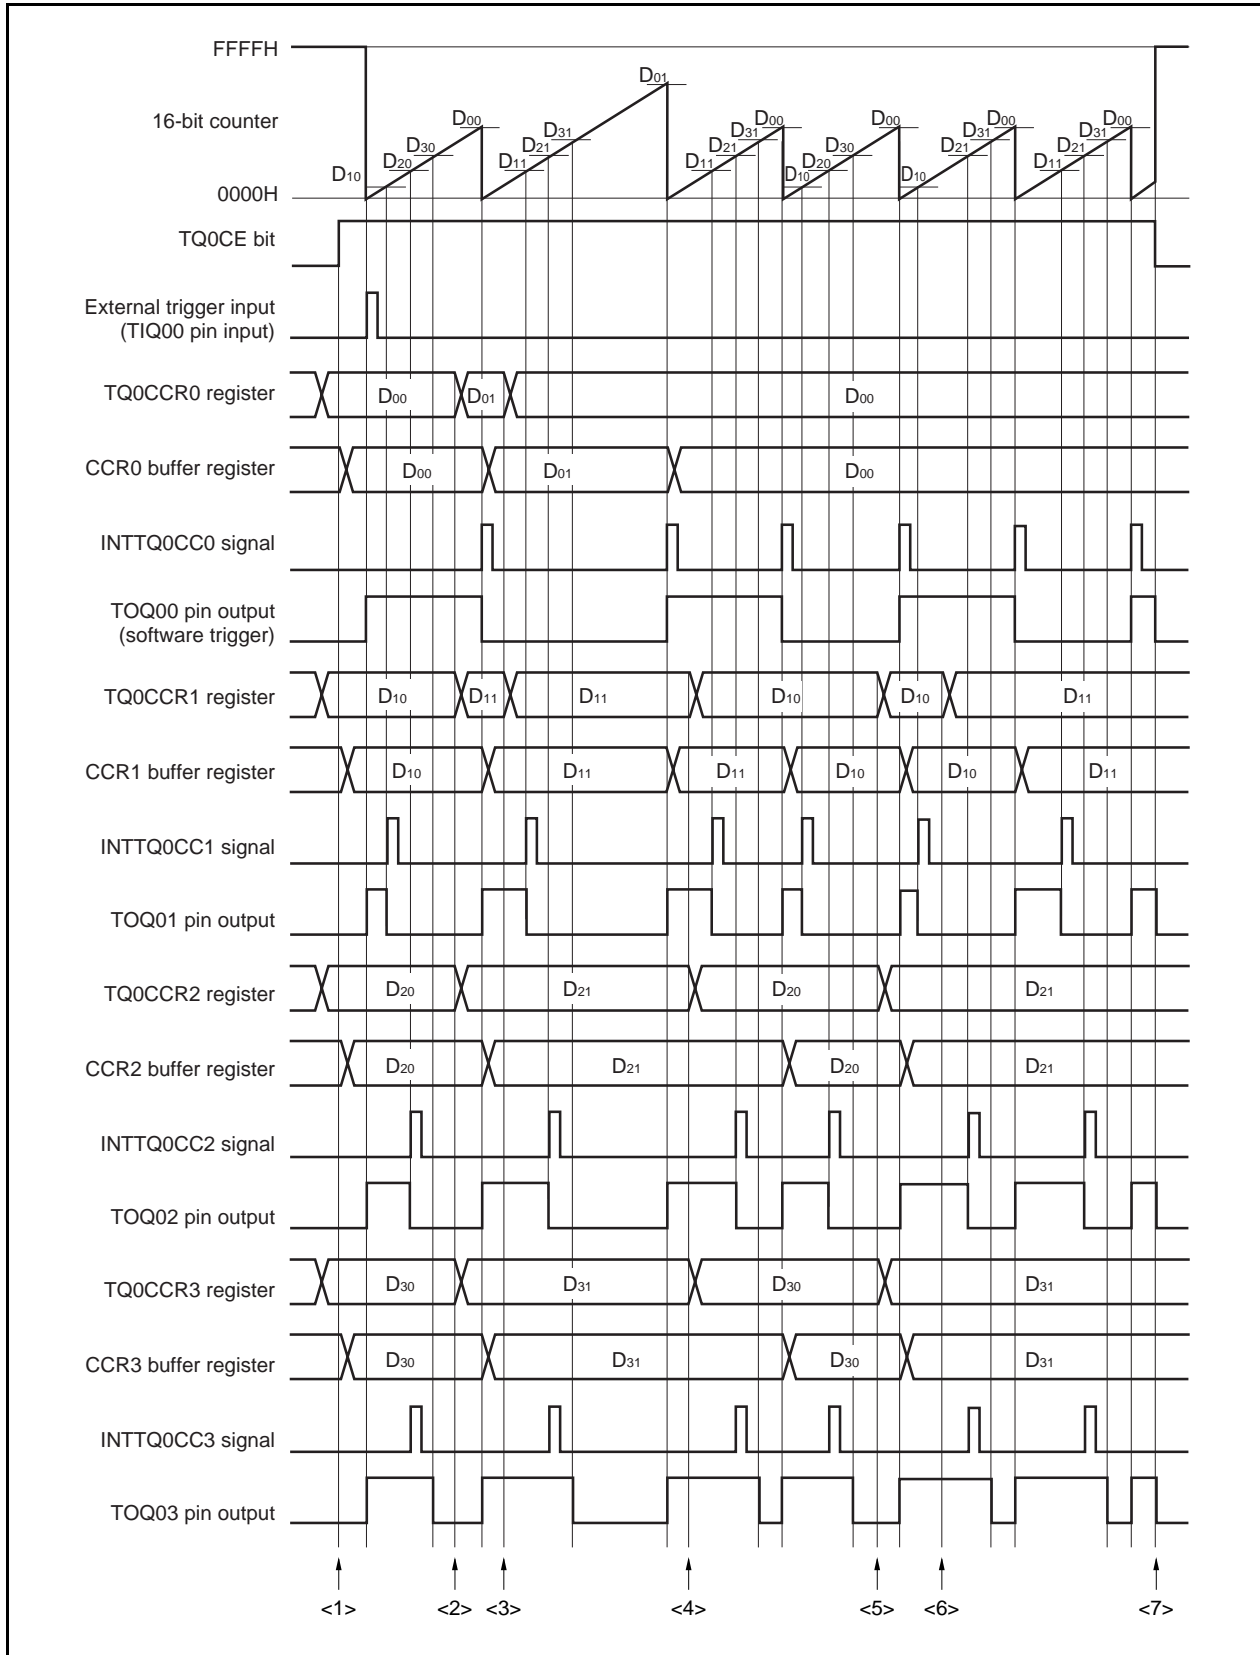 FFFFH
16-bit counter
0000H
D10 D20 D30 D00 D11 D21 D31 D01 D11 D21 D31 D00 D10 D20 D30 D00 D10 D21 D31 D00 D11 D21 D31 D00
TQ0CE bit
External trigger input
(TIQ00 pin input)
TQ0CCR0 register D00 D01 D00
CCR0 buffer register D00 D01 D00
INTTQ0CC0 signal
TOQ00 pin output
(software trigger)
TQ0CCR1 register D10 D11 D11 D10 D10 D11
CCR1 buffer register D10 D11 D11 D10 D10 D11
INTTQ0CC1 signal
TOQ01 pin output
TQ0CCR2 register D20 D21 D20 D21
CCR2 buffer register D20 D21 D20 D21
INTTQ0CC2 signal
TOQ02 pin output
TQ0CCR3 register D30 D31 D30 D31
CCR3 buffer register D30 D31 D30 D31
INTTQ0CC3 signal
TOQ03 pin output
<1> <2> <3> <4> <5> <6> <7>